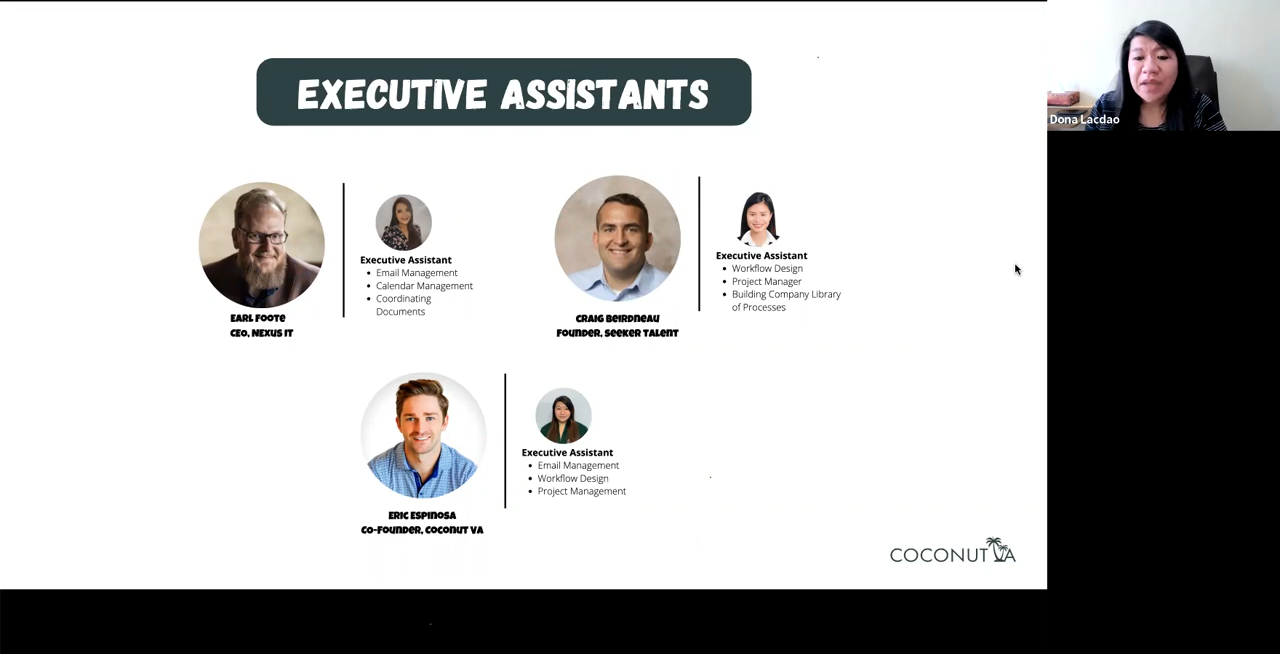 EXECUTIVE ASSISTANTS
Dona Lacdao
Executive Assistant
Email Management
Calendar Management
Coordinating
Documents
EARL FOOTE
CEO, NEXUS IT
Executive Assistant
Workflow Design
Project Manager
Building Company Library
of Processes
CRAIG BEIRDNEAU
FOUNDER, SEEKER TALENT
Executive Assistant
Email Management
Workflow Design
Project Management
ERIC ESPINOSA
CO-FOUNDER, COCONUT VA
COCONUT VA